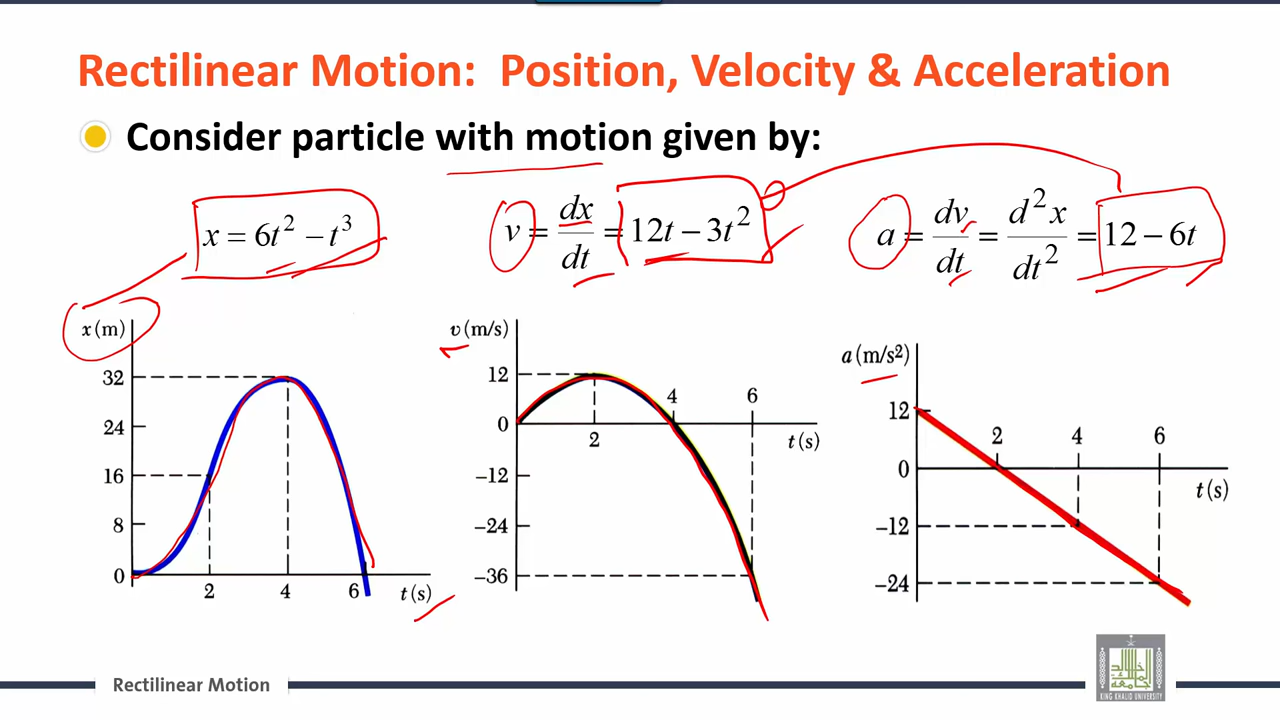 Rectilinear Motion: Position, Velocity & Acceleration
Consider particle with motion given by:
x = 6t² − t³
v = dx/dt = 12t − 3t²
a = dv/dt = d²x/dt² = 12 − 6t
x (m)
32
24
16
8
0
2
4
6
t (s)
v (m/s)
12
0
−12
−24
−36
2
4
6
t (s)
a (m/s²)
12
0
−12
−24
2
4
6
t (s)
Rectilinear Motion
KING KHALID UNIVERSITY